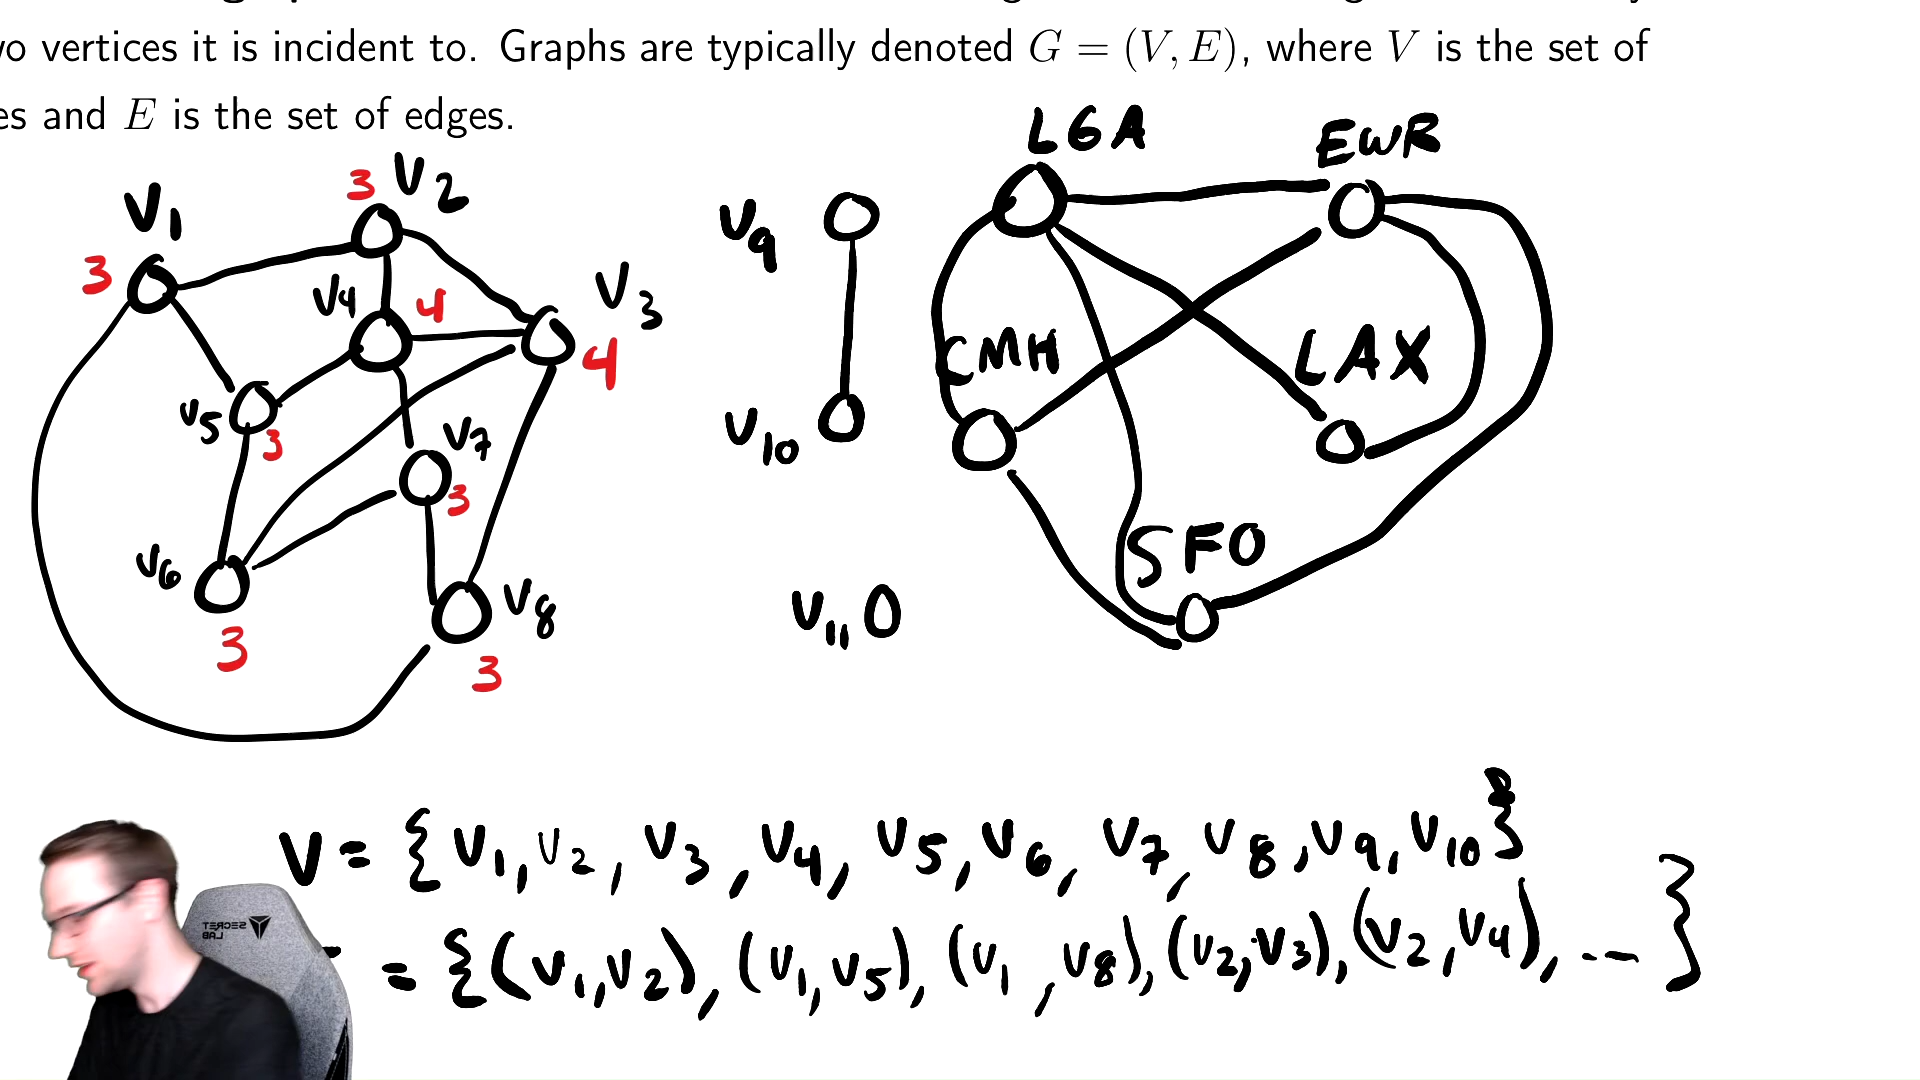 vo vertices it is incident to. Graphs are typically denoted G = (V, E), where V is the set of
es and E is the set of edges.
LGA EWR
3 V2
V1
3
V9
V4 4
V3
4
CMH LAX
V5
3
V7
3
V10
SFO
V6
3
V8
3
V11
V = { V1, V2, V3, V4, V5, V6, V7, V8, V9, V10 }
= { (V1, V2), (V1, V5), (V1, V8), (V2, V3), (V2, V4), ... }
SECRET
LAB